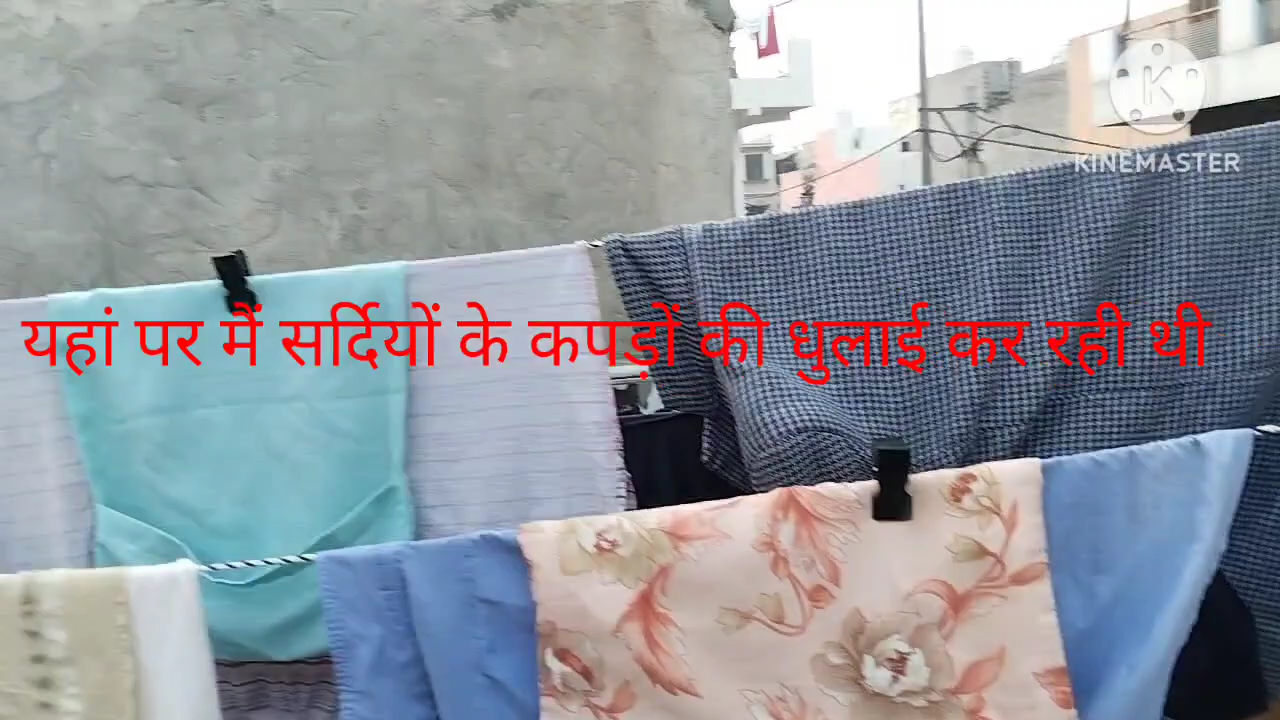 K
KINEMASTER
यहां पर मैं सर्दियों के कपड़ों की धुलाई कर रही थी